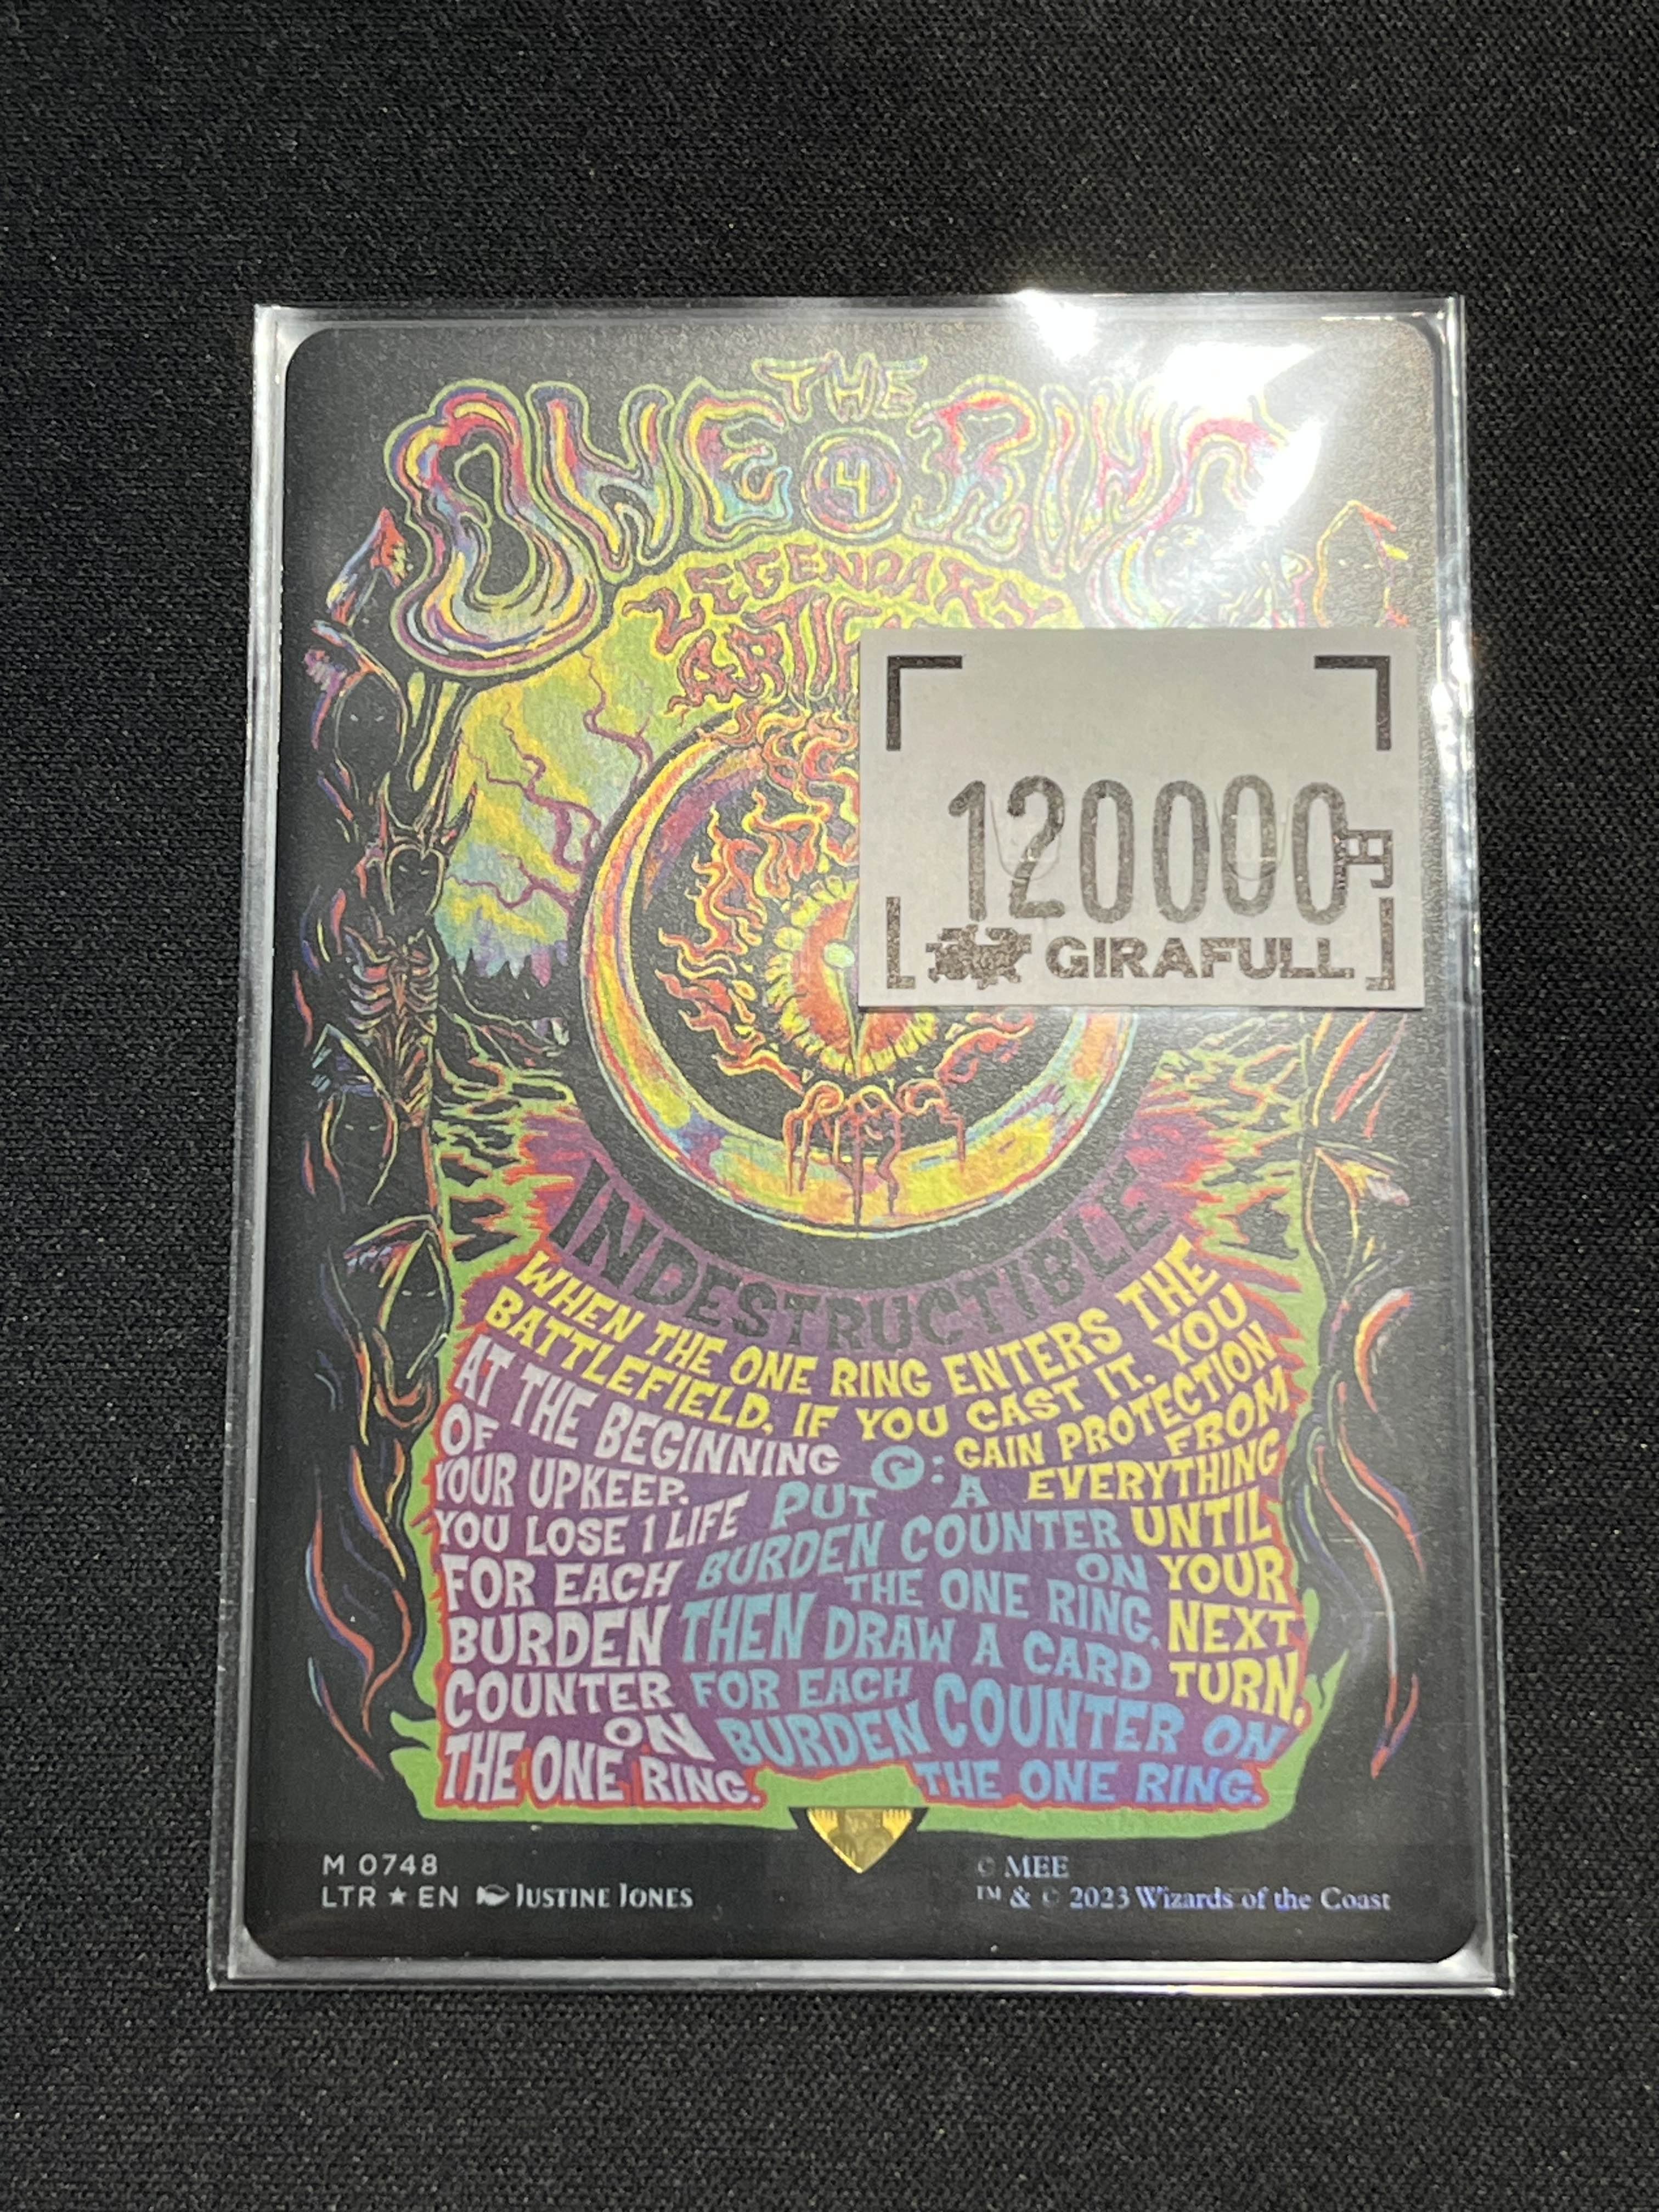 THE
ONE RING
4
LEGENDARY
120000円
GIRAFULL
INDESTRUCTIBLE
WHEN THE ONE RING ENTERS THE
BATTLEFIELD, IF YOU CAST IT, YOU
GAIN PROTECTION
FROM
EVERYTHING
UNTIL
YOUR
NEXT
TURN.
AT THE BEGINNING
OF
YOUR UPKEEP,
YOU LOSE 1 LIFE
FOR EACH
BURDEN
COUNTER
ON
THE ONE RING.
: PUT A
BURDEN COUNTER
ON
THE ONE RING,
THEN DRAW A CARD
FOR EACH
BURDEN COUNTER ON
THE ONE RING.
M 0748
LTR ★ EN JUSTINE JONES
© MEE
™ & © 2023 Wizards of the Coast